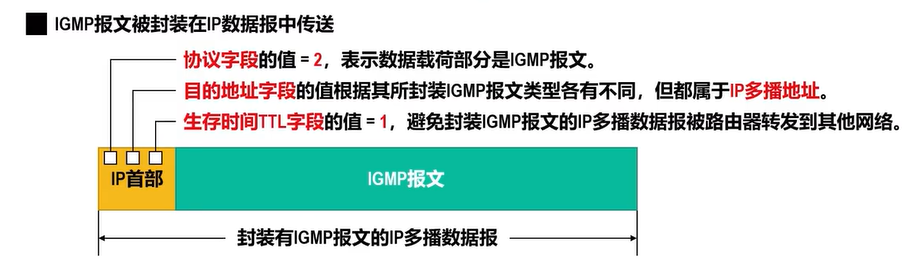 IGMP报文被封装在IP数据报中传送
协议字段的值=2，表示数据载荷部分是IGMP报文。
目的地址字段的值根据其所封装IGMP报文类型各有不同，但都属于IP多播地址。
生存时间TTL字段的值=1，避免封装IGMP报文的IP多播数据报被路由器转发到其他网络。
IP首部
IGMP报文
封装有IGMP报文的IP多播数据报